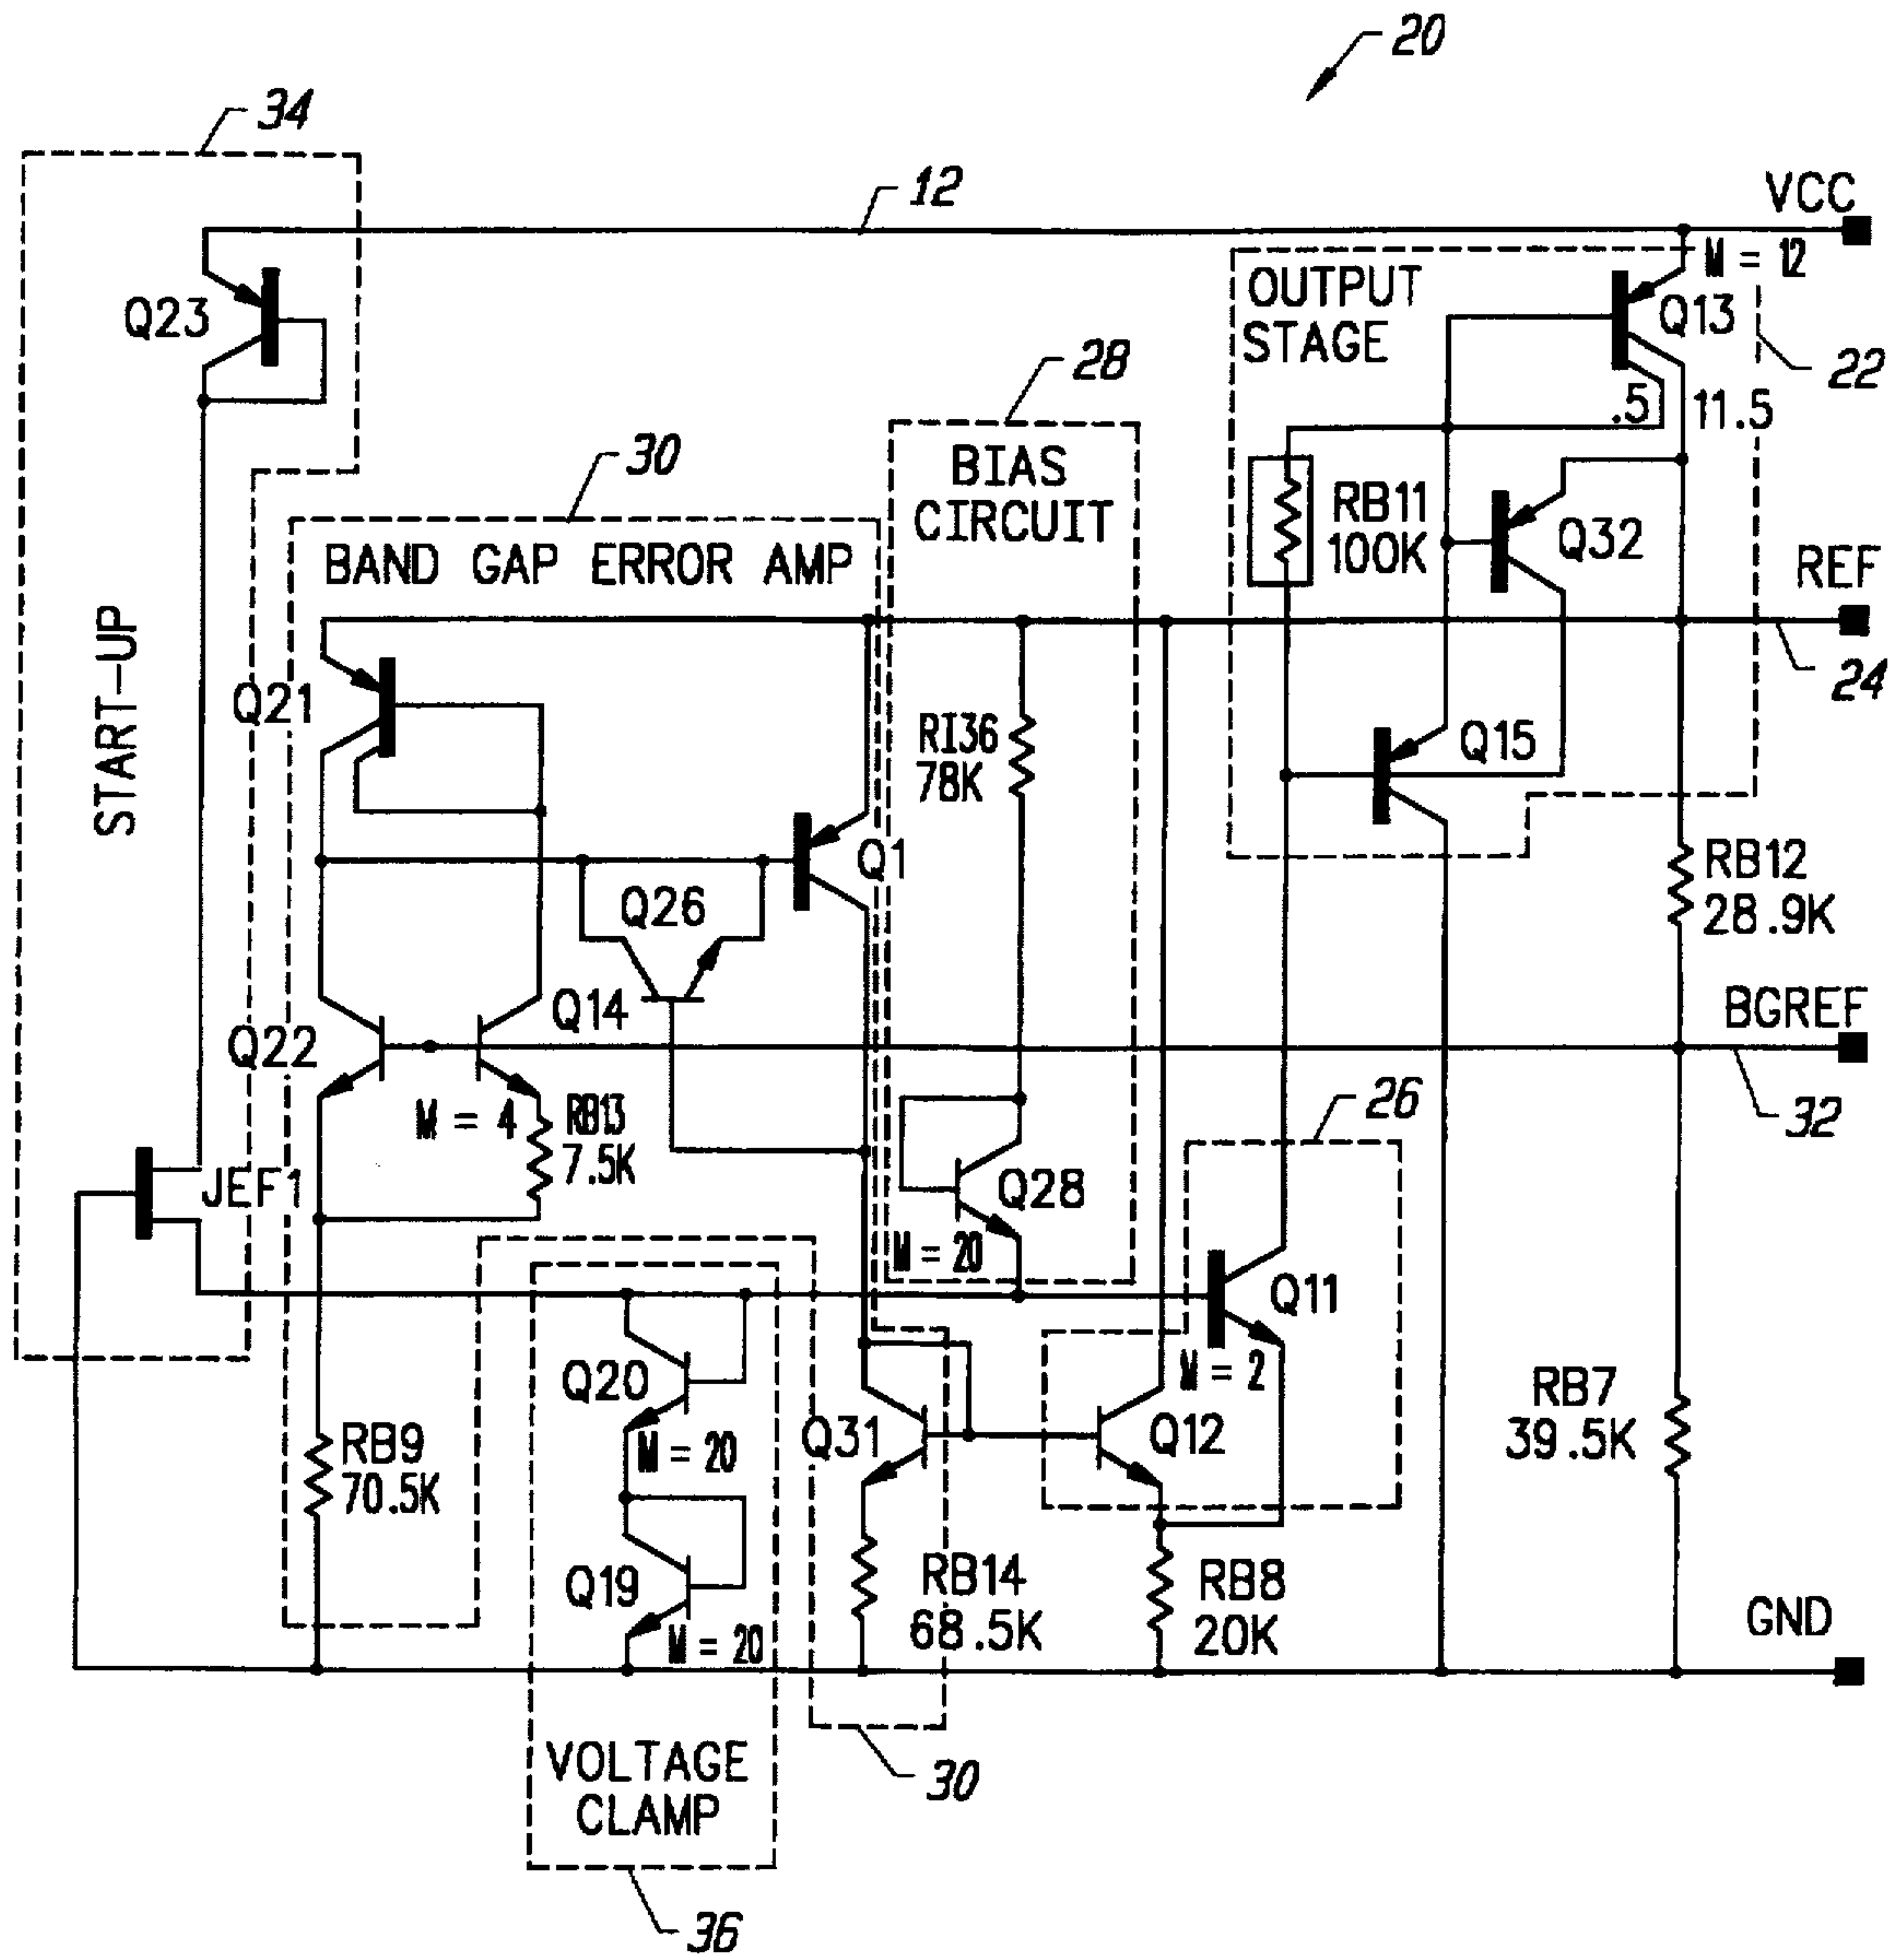 20
34
12
VCC
M = 12
OUTPUT
STAGE
Q13
Q23
28
22
.5
11.5
30
BIAS
CIRCUIT
RB11
100K
Q32
BAND GAP ERROR AMP
REF
START-UP
24
Q21
RI36
78K
Q15
Q1
RB12
28.9K
Q26
BGREF
Q14
Q22
M = 4
RB13
7.5K
26
32
JEF1
Q28
M = 20
Q11
M = 2
Q20
M = 20
Q31
Q12
RB7
39.5K
RB9
70.5K
Q19
M = 20
RB14
68.5K
RB8
20K
GND
VOLTAGE
CLAMP
30
36